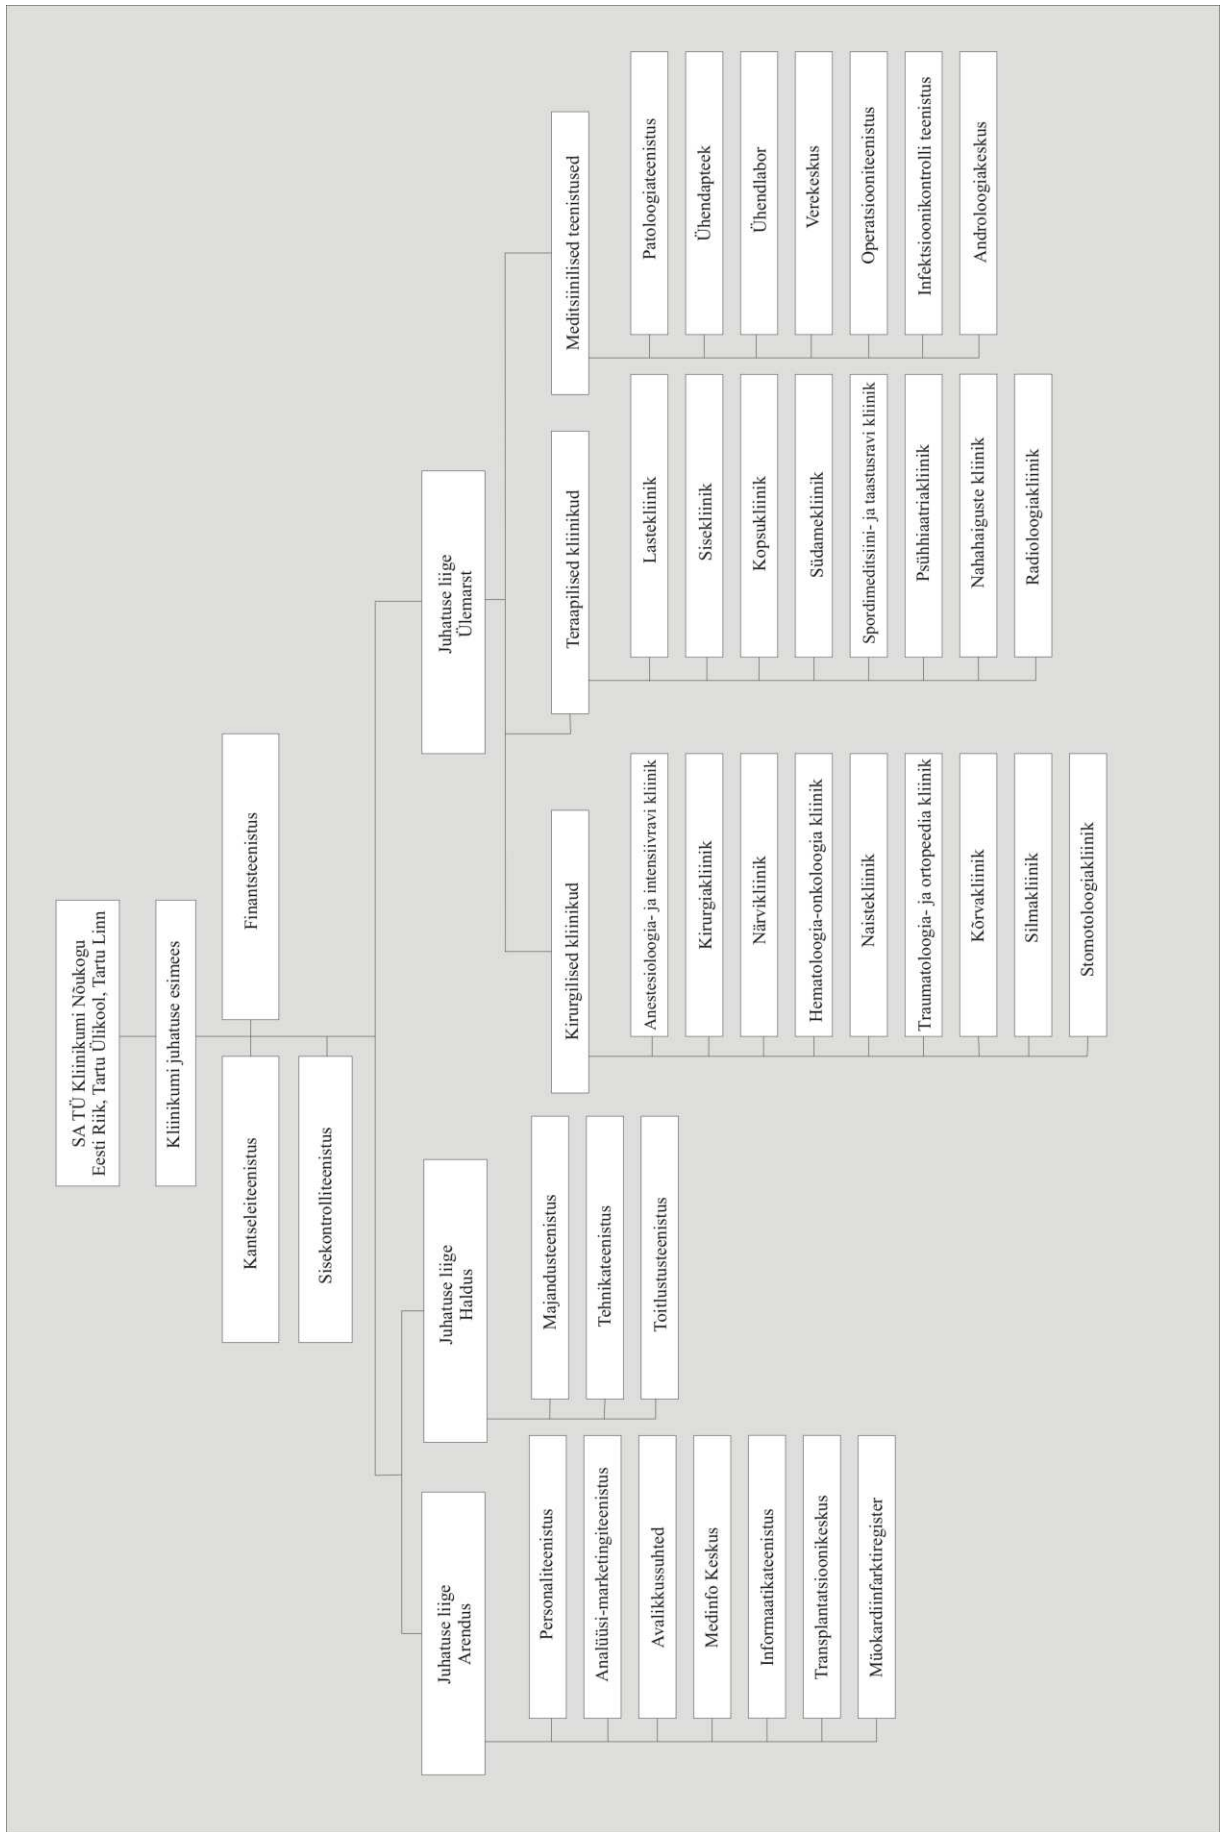 SA TÜ Kliinikumi Nõukogu
Eesti Riik, Tartu Ülikool, Tartu Linn
Kliinikumi juhatuse esimees
Kantseleiteenistus
Finantsteenistus
Sisekontrolliteenistus
Juhatuse liige
Arendus
Personaliteenistus
Analüüsi-marketingiteenistus
Avalikkussuhted
Medinfo Keskus
Informaatikateenistus
Transplantatsioonikeskus
Müokardiinfarktiregister
Juhatuse liige
Haldus
Majandusteenistus
Tehnikateenistus
Toitlustusteenistus
Juhatuse liige
Ülemarst
Kirurgilised kliinikud
Anestesioloogia- ja intensiivravi kliinik
Kirurgiakliinik
Närvikliinik
Hematoloogia-onkoloogia kliinik
Naistekliinik
Traumatoloogia- ja ortopeedia kliinik
Kõrvakliinik
Silmakliinik
Stomotoloogiakliinik
Teraapilised kliinikud
Lastekliinik
Sisekliinik
Kopsukliinik
Südamekliinik
Spordimeditsiini- ja taastusravi kliinik
Psühhiaatriakliinik
Nahahaiguste kliinik
Radioloogiakliinik
Meditsiinilised teenistused
Patoloogiateenistus
Ühendapteek
Ühendlabor
Verekeskus
Operatsiooniteenistus
Infektsioonikontrolli teenistus
Androloogiakeskus